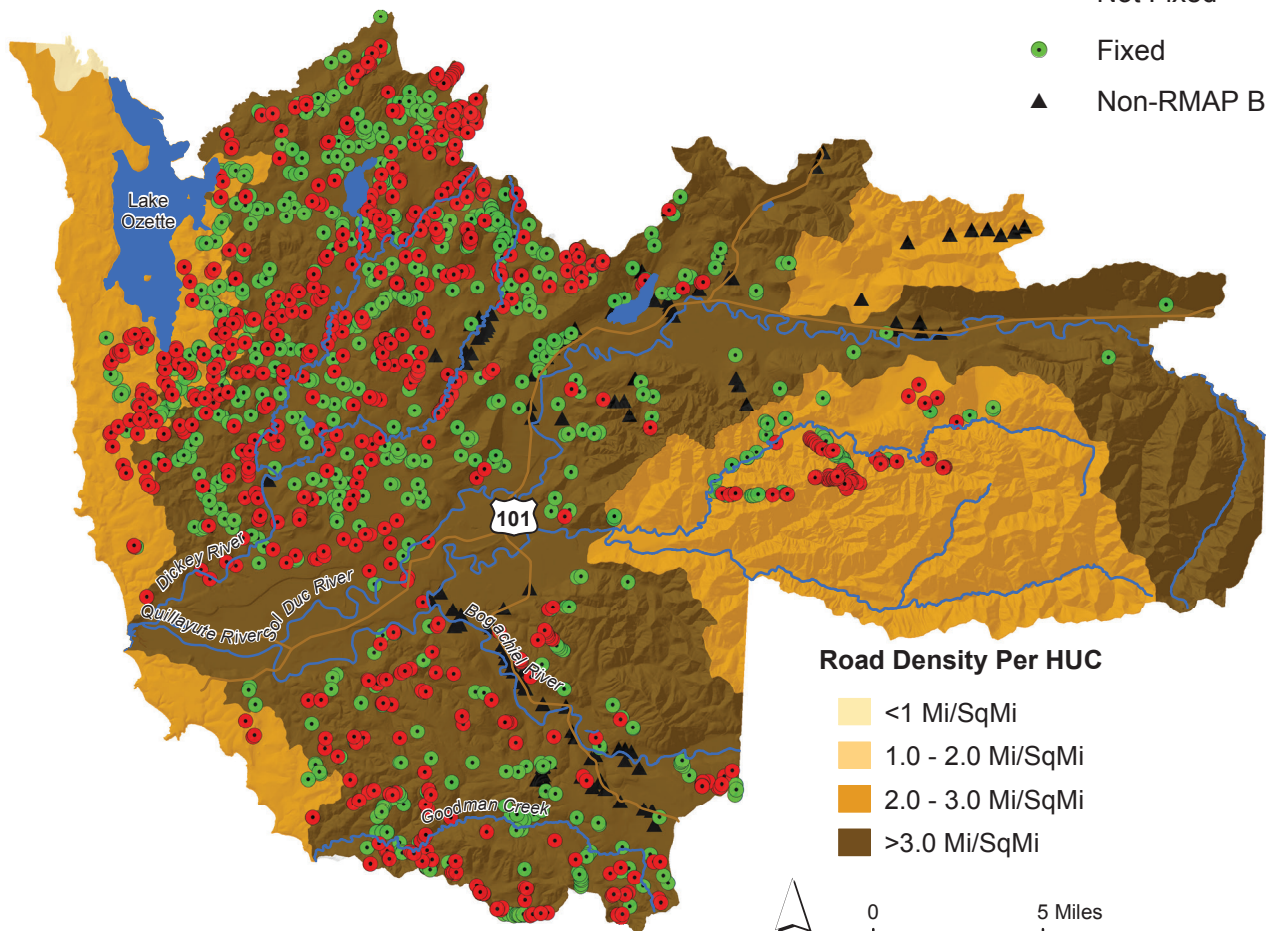 Not Fixed
Fixed
Non-RMAP B
Lake
Ozette
101
Dickey River
Quillayute River
Sol Duc River
Bogachiel River
Goodman Creek
Road Density Per HUC
<1 Mi/SqMi
1.0 - 2.0 Mi/SqMi
2.0 - 3.0 Mi/SqMi
>3.0 Mi/SqMi
0 5 Miles